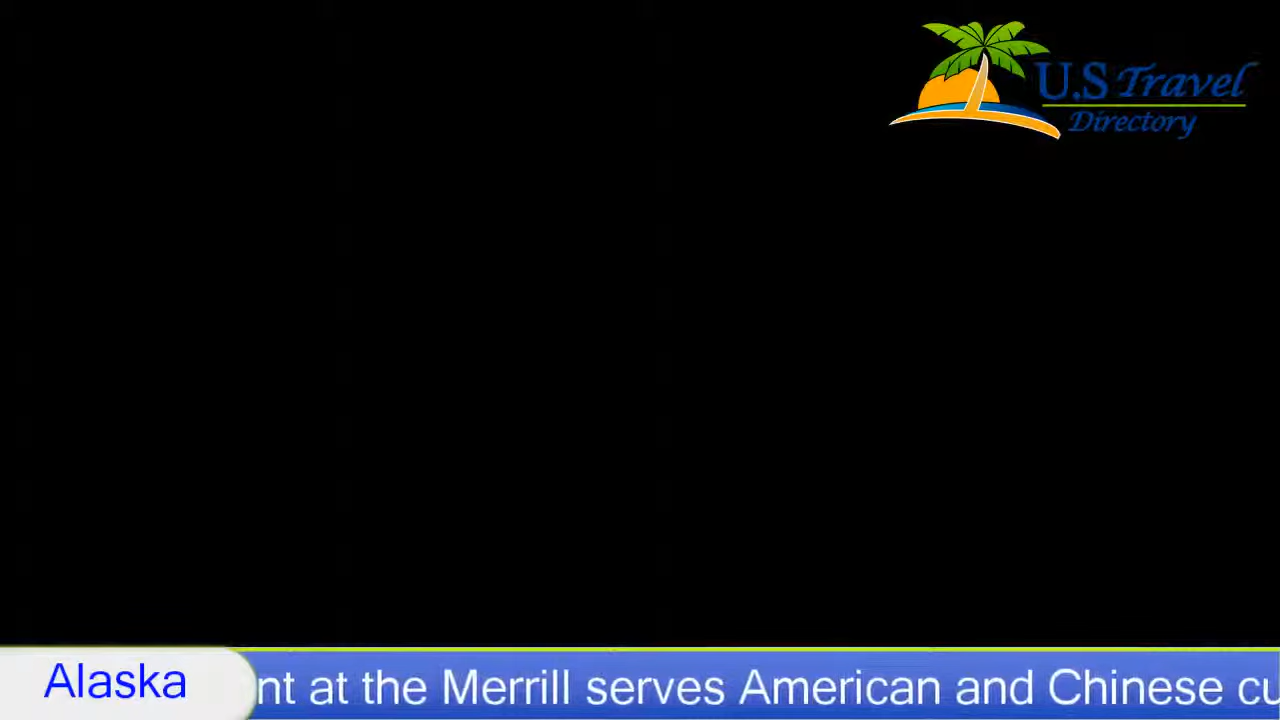 U.S Travel
Directory
Alaska
nt at the Merrill serves American and Chinese cu